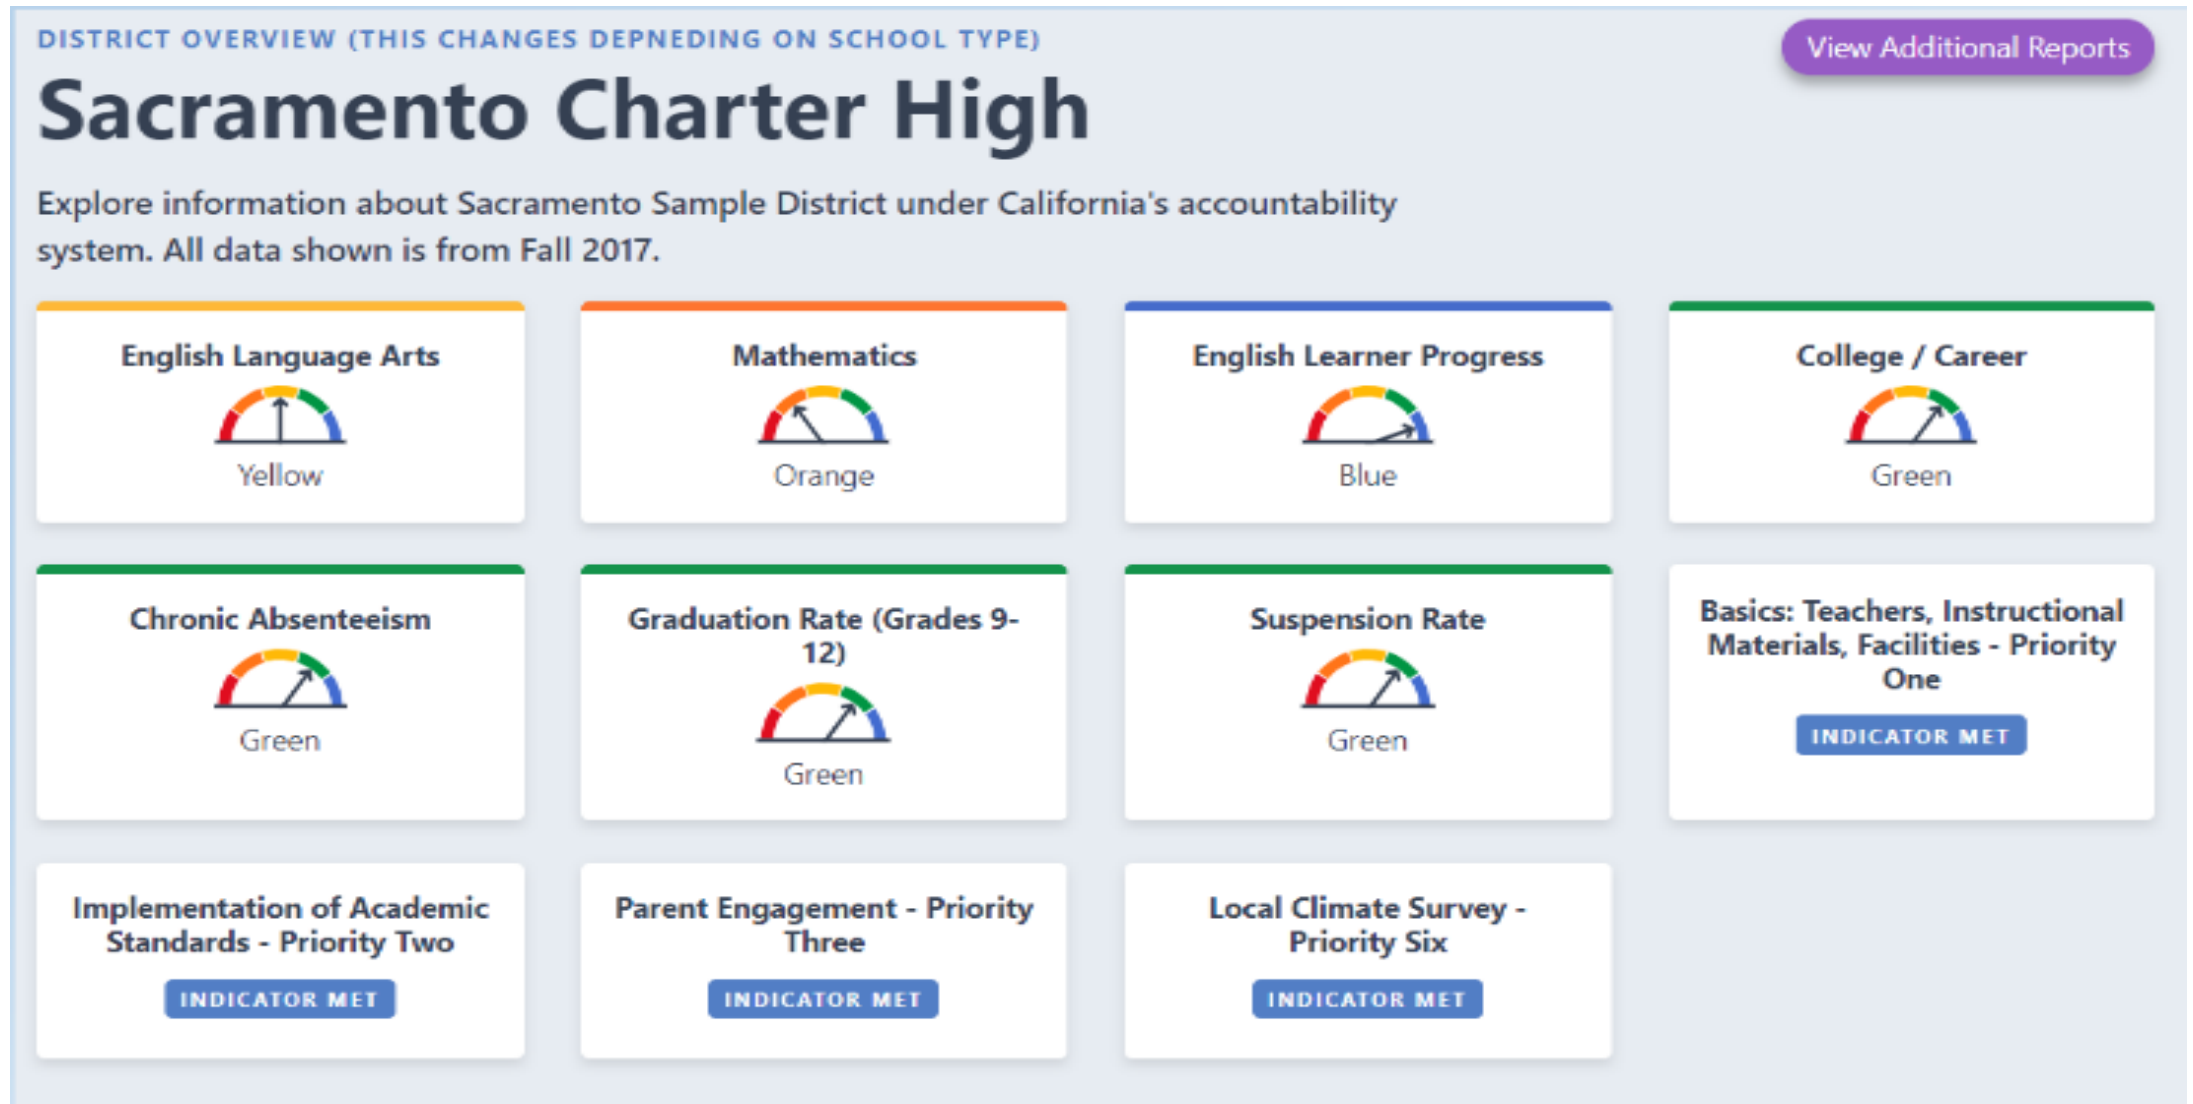 DISTRICT OVERVIEW (THIS CHANGES DEPNEDING ON SCHOOL TYPE)
View Additional Reports
Sacramento Charter High
Explore information about Sacramento Sample District under California's accountability
system. All data shown is from Fall 2017.
English Language Arts
Yellow
Mathematics
Orange
English Learner Progress
Blue
College / Career
Green
Chronic Absenteeism
Green
Graduation Rate (Grades 9-
12)
Green
Suspension Rate
Green
Basics: Teachers, Instructional
Materials, Facilities - Priority
One
INDICATOR MET
Implementation of Academic
Standards - Priority Two
INDICATOR MET
Parent Engagement - Priority
Three
INDICATOR MET
Local Climate Survey -
Priority Six
INDICATOR MET